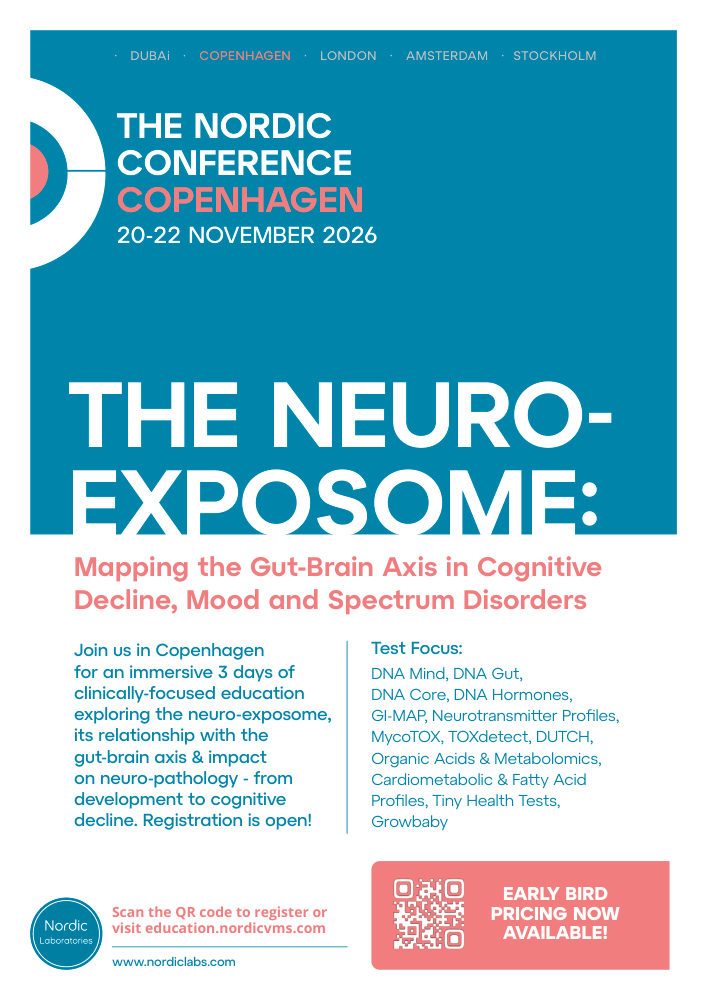 · DUBAi · COPENHAGEN · LONDON · AMSTERDAM · STOCKHOLM
THE NORDIC
CONFERENCE
COPENHAGEN
20-22 NOVEMBER 2026
THE NEURO-
EXPOSOME:
Mapping the Gut-Brain Axis in Cognitive
Decline, Mood and Spectrum Disorders
Join us in Copenhagen
for an immersive 3 days of
clinically-focused education
exploring the neuro-exposome,
its relationship with the
gut-brain axis & impact
on neuro-pathology - from
development to cognitive
decline. Registration is open!
Test Focus:
DNA Mind, DNA Gut,
DNA Core, DNA Hormones,
GI-MAP, Neurotransmitter Profiles,
MycoTOX, TOXdetect, DUTCH,
Organic Acids & Metabolomics,
Cardiometabolic & Fatty Acid
Profiles, Tiny Health Tests,
Growbaby
Nordic
Laboratories
Scan the QR code to register or
visit education.nordicvms.com
www.nordiclabs.com
EARLY BIRD
PRICING NOW
AVAILABLE!